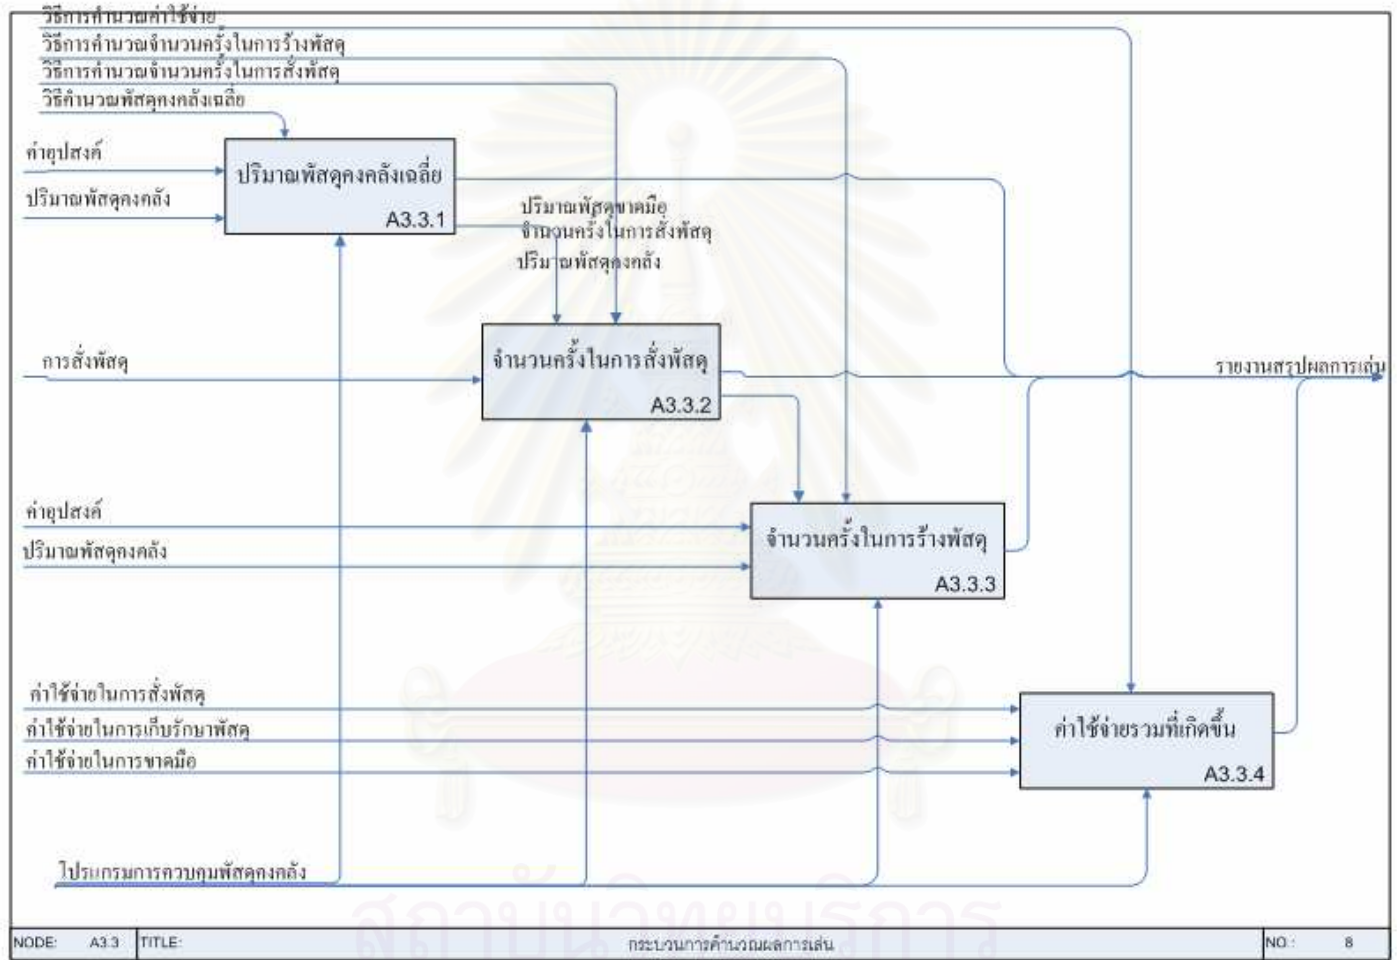 วิธีการคำนวณค่าใช้จ่าย
วิธีการคำนวณจำนวนครั้งในการร้างพัสดุ
วิธีการคำนวณจำนวนครั้งในการสั่งพัสดุ
วิธีคำนวณพัสดุคงคลังเฉลี่ย
ค่าอุปสงค์
ปริมาณพัสดุคงคลัง
ปริมาณพัสดุคงคลังเฉลี่ย
A3.3.1
ปริมาณพัสดุขาดมือ
จำนวนครั้งในการสั่งพัสดุ
ปริมาณพัสดุคงคลัง
การสั่งพัสดุ
จำนวนครั้งในการสั่งพัสดุ
A3.3.2
รายงานสรุปผลการเล่น
ค่าอุปสงค์
ปริมาณพัสดุคงคลัง
จำนวนครั้งในการร้างพัสดุ
A3.3.3
ค่าใช้จ่ายในการสั่งพัสดุ
ค่าใช้จ่ายในการเก็บรักษาพัสดุ
ค่าใช้จ่ายในการขาดมือ
ค่าใช้จ่ายรวมที่เกิดขึ้น
A3.3.4
โปรแกรมการควบคุมพัสดุคงคลัง
สถาบันวิทยบริการ
NODE: A3.3 TITLE: กระบวนการคำนวณผลการเล่น NO.: 8